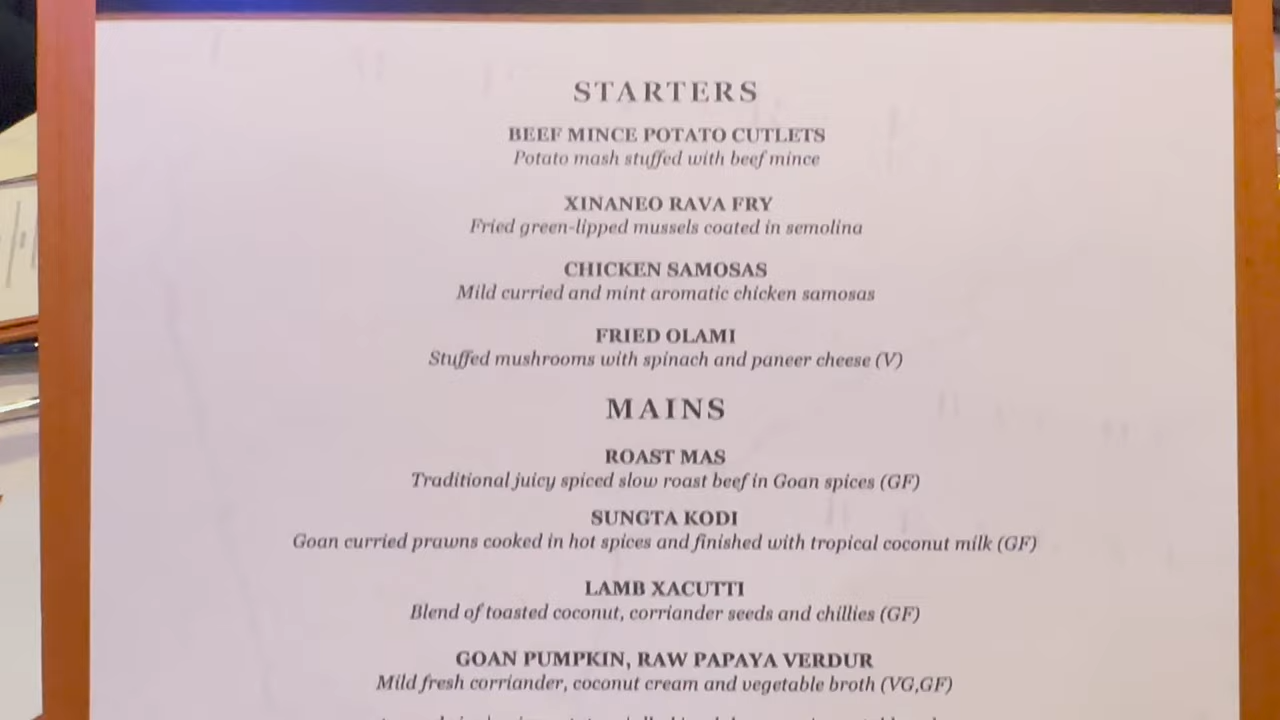 STARTERS
BEEF MINCE POTATO CUTLETS
Potato mash stuffed with beef mince
XINANEO RAVA FRY
Fried green-lipped mussels coated in semolina
CHICKEN SAMOSAS
Mild curried and mint aromatic chicken samosas
FRIED OLAMI
Stuffed mushrooms with spinach and paneer cheese (V)
MAINS
ROAST MAS
Traditional juicy spiced slow roast beef in Goan spices (GF)
SUNGTA KODI
Goan curried prawns cooked in hot spices and finished with tropical coconut milk (GF)
LAMB XACUTTI
Blend of toasted coconut, corriander seeds and chillies (GF)
GOAN PUMPKIN, RAW PAPAYA VERDUR
Mild fresh corriander, coconut cream and vegetable broth (VG,GF)